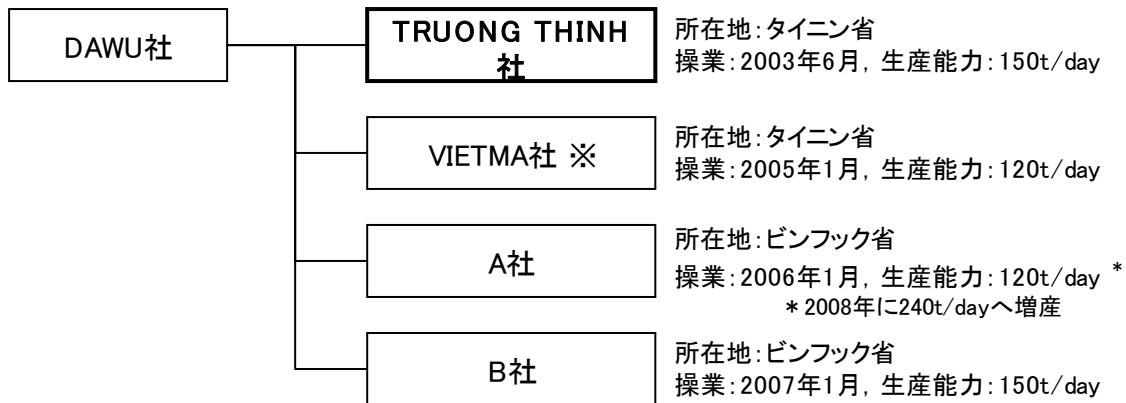 DAWU社
TRUONG THINH
社
所在地：タイニン省
操業：2003年6月，生産能力：150t/day
VIETMA社 ※
所在地：タイニン省
操業：2005年1月，生産能力：120t/day
A社
所在地：ビンフック省
操業：2006年1月，生産能力：120t/day *
* 2008年に240t/dayへ増産
B社
所在地：ビンフック省
操業：2007年1月，生産能力：150t/day